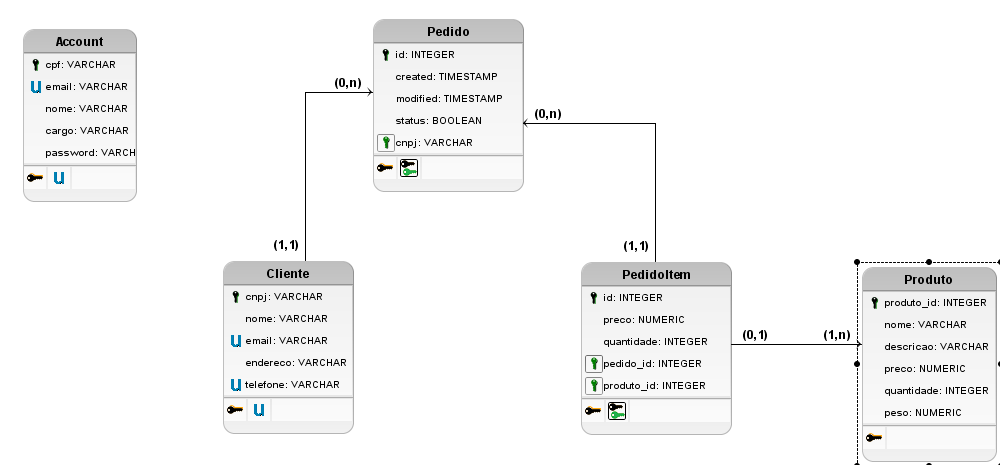 Account
cpf: VARCHAR
U email: VARCHAR
nome: VARCHAR
cargo: VARCHAR
password: VARCH
U
Pedido
id: INTEGER
created: TIMESTAMP
modified: TIMESTAMP
status: BOOLEAN
cnpj: VARCHAR
(0,n)
(0,n)
(1,1)
(1,1)
Cliente
cnpj: VARCHAR
nome: VARCHAR
U email: VARCHAR
endereco: VARCHAR
U telefone: VARCHAR
U
PedidoItem
id: INTEGER
preco: NUMERIC
quantidade: INTEGER
pedido_id: INTEGER
produto_id: INTEGER
(0,1)
(1,n)
Produto
produto_id: INTEGER
nome: VARCHAR
descricao: VARCHAR
preco: NUMERIC
quantidade: INTEGER
peso: NUMERIC